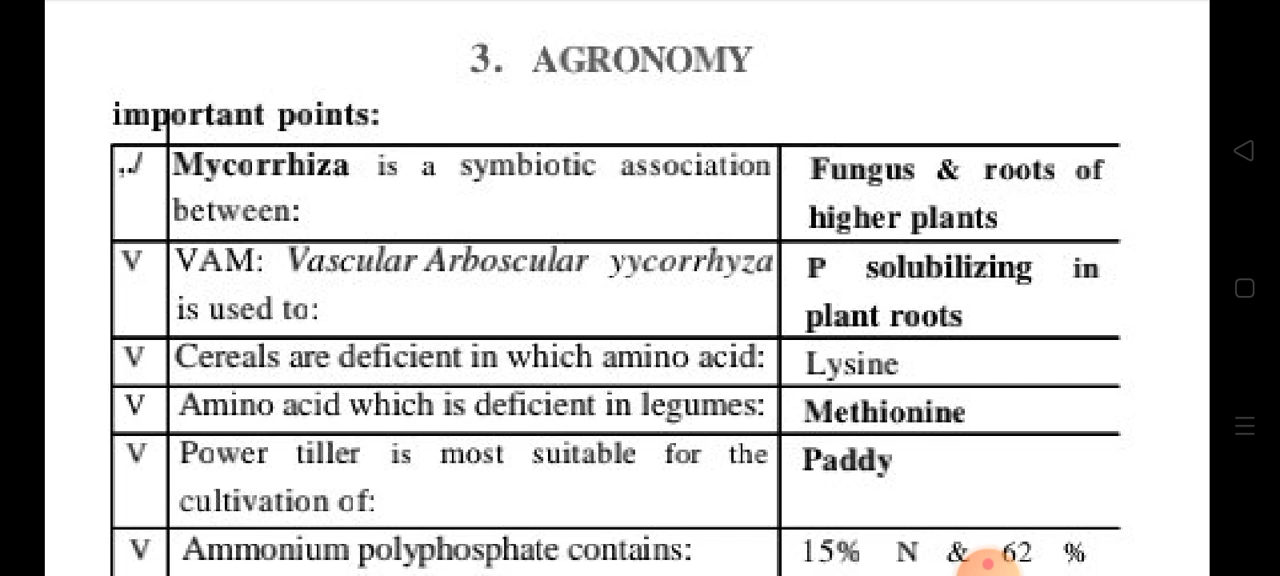 3. AGRONOMY
important points:
Mycorrhiza is a symbiotic association
between:
Fungus & roots of
higher plants
V VAM: Vascular Arboscular yycorrhyza
is used to:
P solubilizing in
plant roots
V Cereals are deficient in which amino acid: Lysine
V Amino acid which is deficient in legumes: Methionine
V Power tiller is most suitable for the
cultivation of:
Paddy
V Ammonium polyphosphate contains: 15% N & 62 %